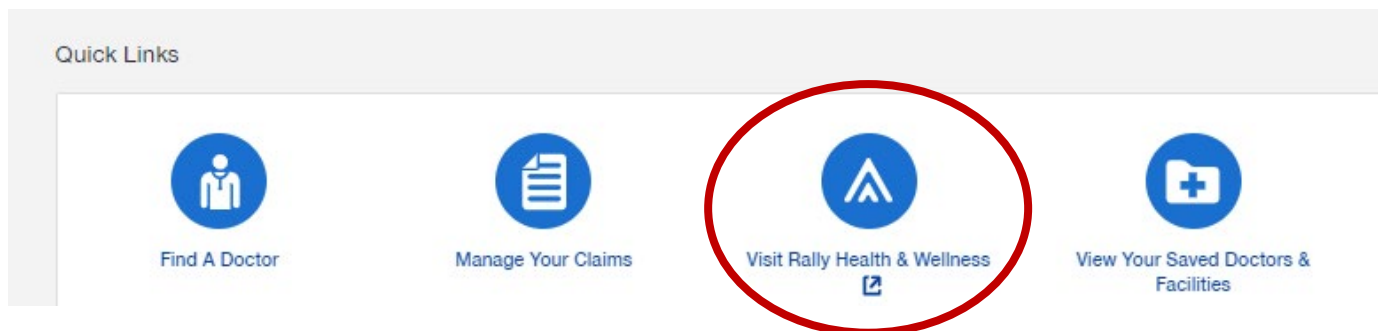 Quick Links
Find A Doctor
Manage Your Claims
Visit Rally Health & Wellness
View Your Saved Doctors &
Facilities